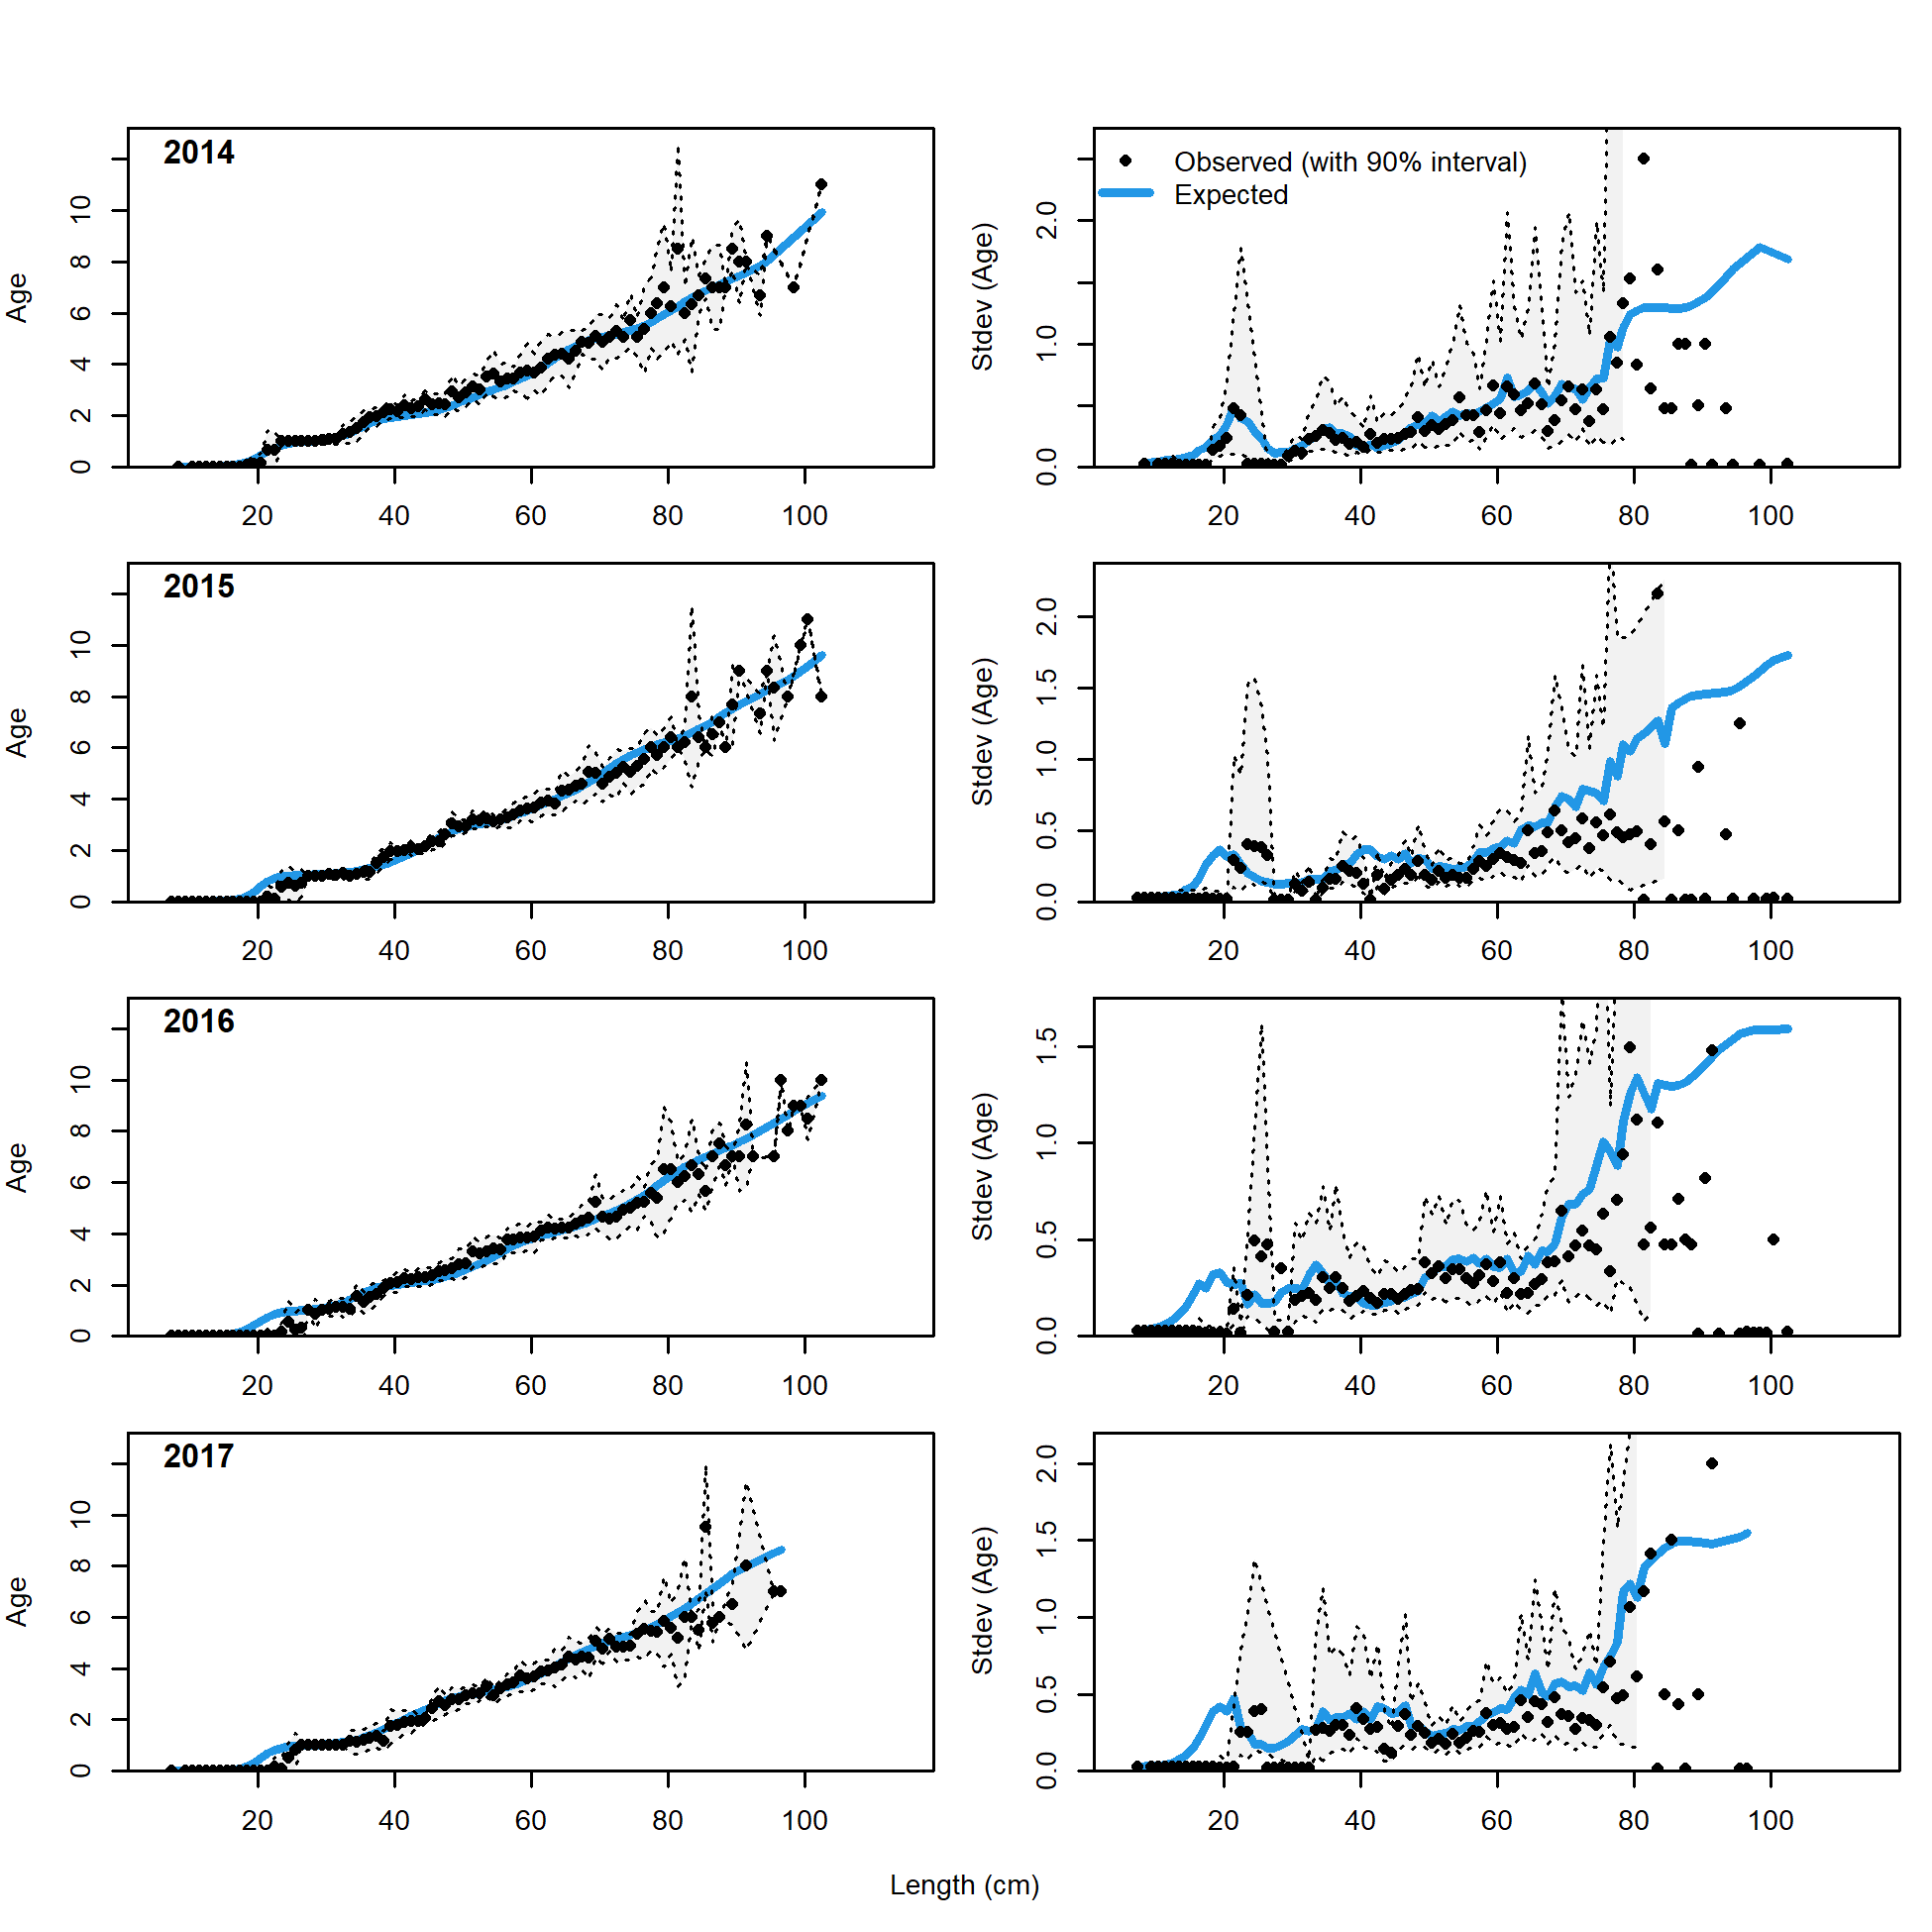 2014
Age
0 2 4 6 8 10
20 40 60 80 100
Observed (with 90% interval)
Expected
Stdev (Age)
0.0 1.0 2.0
20 40 60 80 100
2015
Age
0 2 4 6 8 10
20 40 60 80 100
Stdev (Age)
0.0 0.5 1.0 1.5 2.0
20 40 60 80 100
2016
Age
0 2 4 6 8 10
20 40 60 80 100
Stdev (Age)
0.0 0.5 1.0 1.5
20 40 60 80 100
2017
Age
0 2 4 6 8 10
20 40 60 80 100
Stdev (Age)
0.0 0.5 1.0 1.5 2.0
20 40 60 80 100
Length (cm)